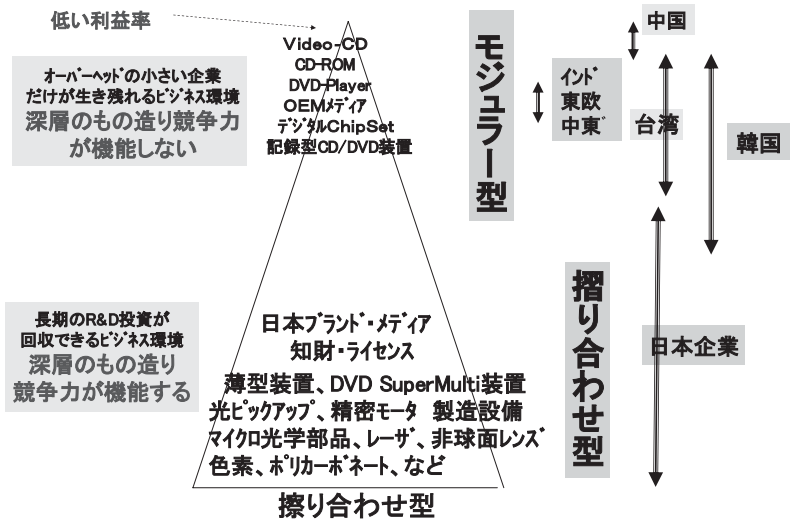 低い利益率
Video-CD
CD-ROM
DVD-Player
OEMメディア
デジタルChipSet
記録型CD/DVD装置
オーバーヘッドの小さい企業
だけが生き残れるビジネス環境
深層のもの造り競争力
が機能しない
モジュラー型
中国
インド
東欧
中東
台湾
韓国
長期のR&D投資が
回収できるビジネス環境
深層のもの造り
競争力が機能する
日本ブランド・メディア
知財・ライセンス
薄型装置、DVD SuperMulti装置
光ピックアップ、精密モータ 製造設備
マイクロ光学部品、レーザ、非球面レンズ
色素、ポリカーボネート、など
擦り合わせ型
摺り合わせ型
日本企業